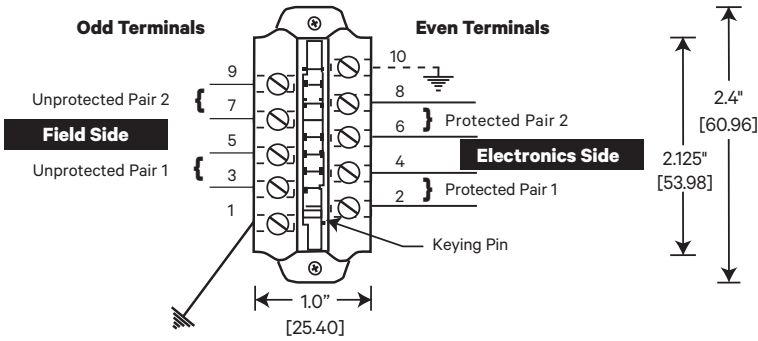 Odd Terminals
Even Terminals
10
9
8
Unprotected Pair 2 {
7
} Protected Pair 2
6
Field Side
5
Electronics Side
4
Unprotected Pair 1 {
3
} Protected Pair 1
2
1
Keying Pin
1.0”
[25.40]
2.125"
[53.98]
2.4"
[60.96]